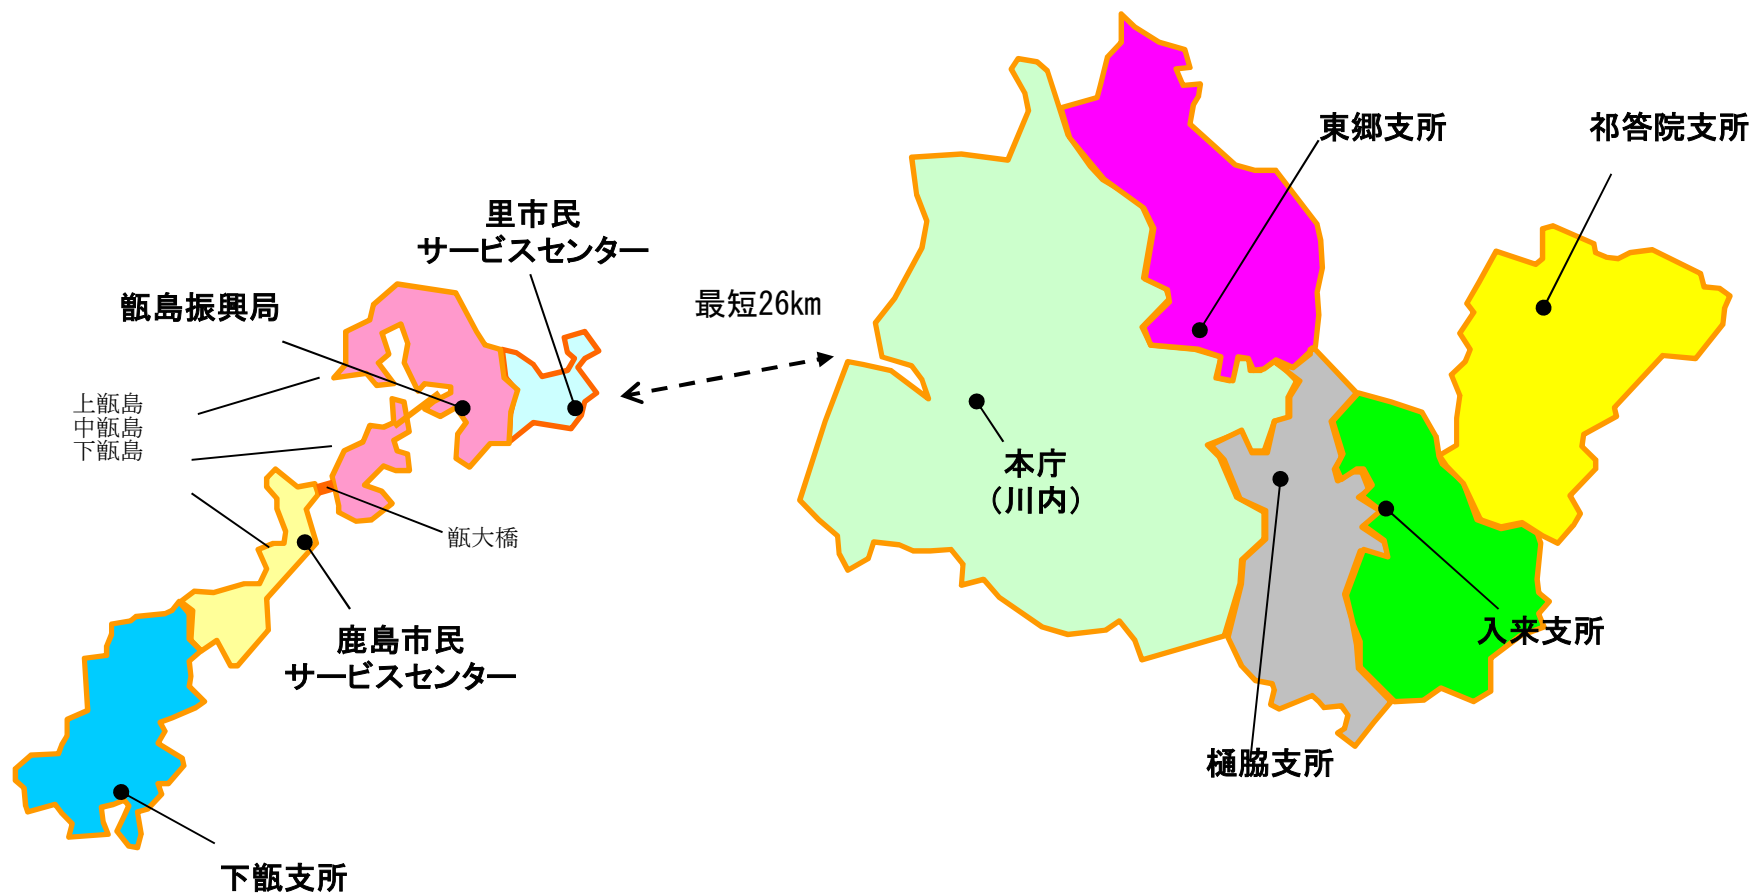 東郷支所
祁答院支所
里市民
サービスセンター
最短26km
甑島振興局
上甑島
中甑島
下甑島
本庁
（川内）
甑大橋
鹿島市民
サービスセンター
入来支所
樋脇支所
下甑支所